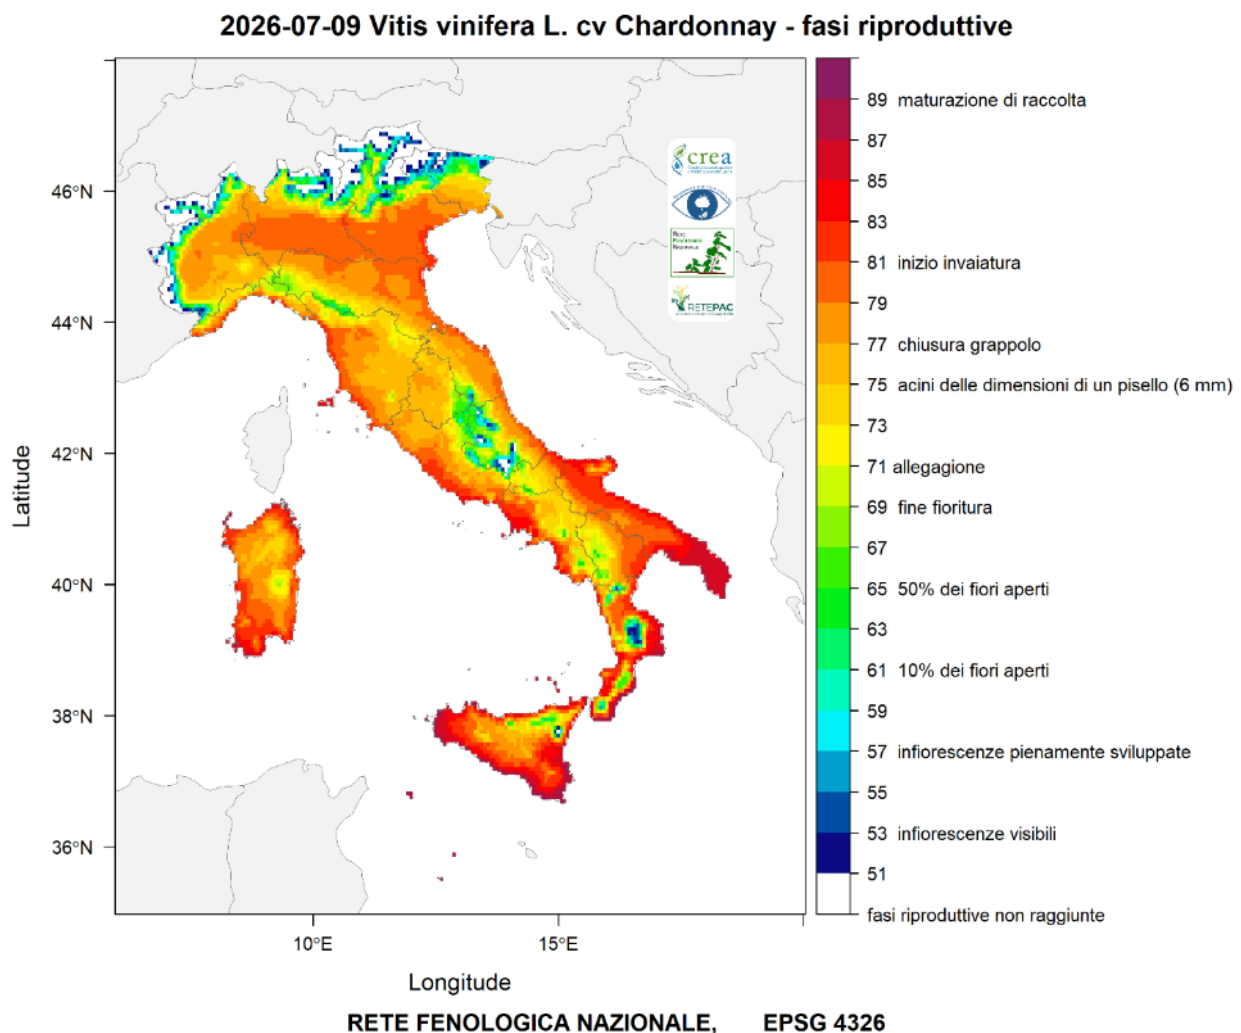 2026-07-09 Vitis vinifera L. cv Chardonnay - fasi riproduttive
46°N
44°N
42°N
40°N
38°N
36°N
Latitude
10°E
15°E
Longitude
crea
RETE
FENOLOGICA
NAZIONALE
RETEPAC
89 maturazione di raccolta
87
85
83
81 inizio invaiatura
79
77 chiusura grappolo
75 acini delle dimensioni di un pisello (6 mm)
73
71 allegagione
69 fine fioritura
67
65 50% dei fiori aperti
63
61 10% dei fiori aperti
59
57 infiorescenze pienamente sviluppate
55
53 infiorescenze visibili
51
fasi riproduttive non raggiunte
RETE FENOLOGICA NAZIONALE, EPSG 4326